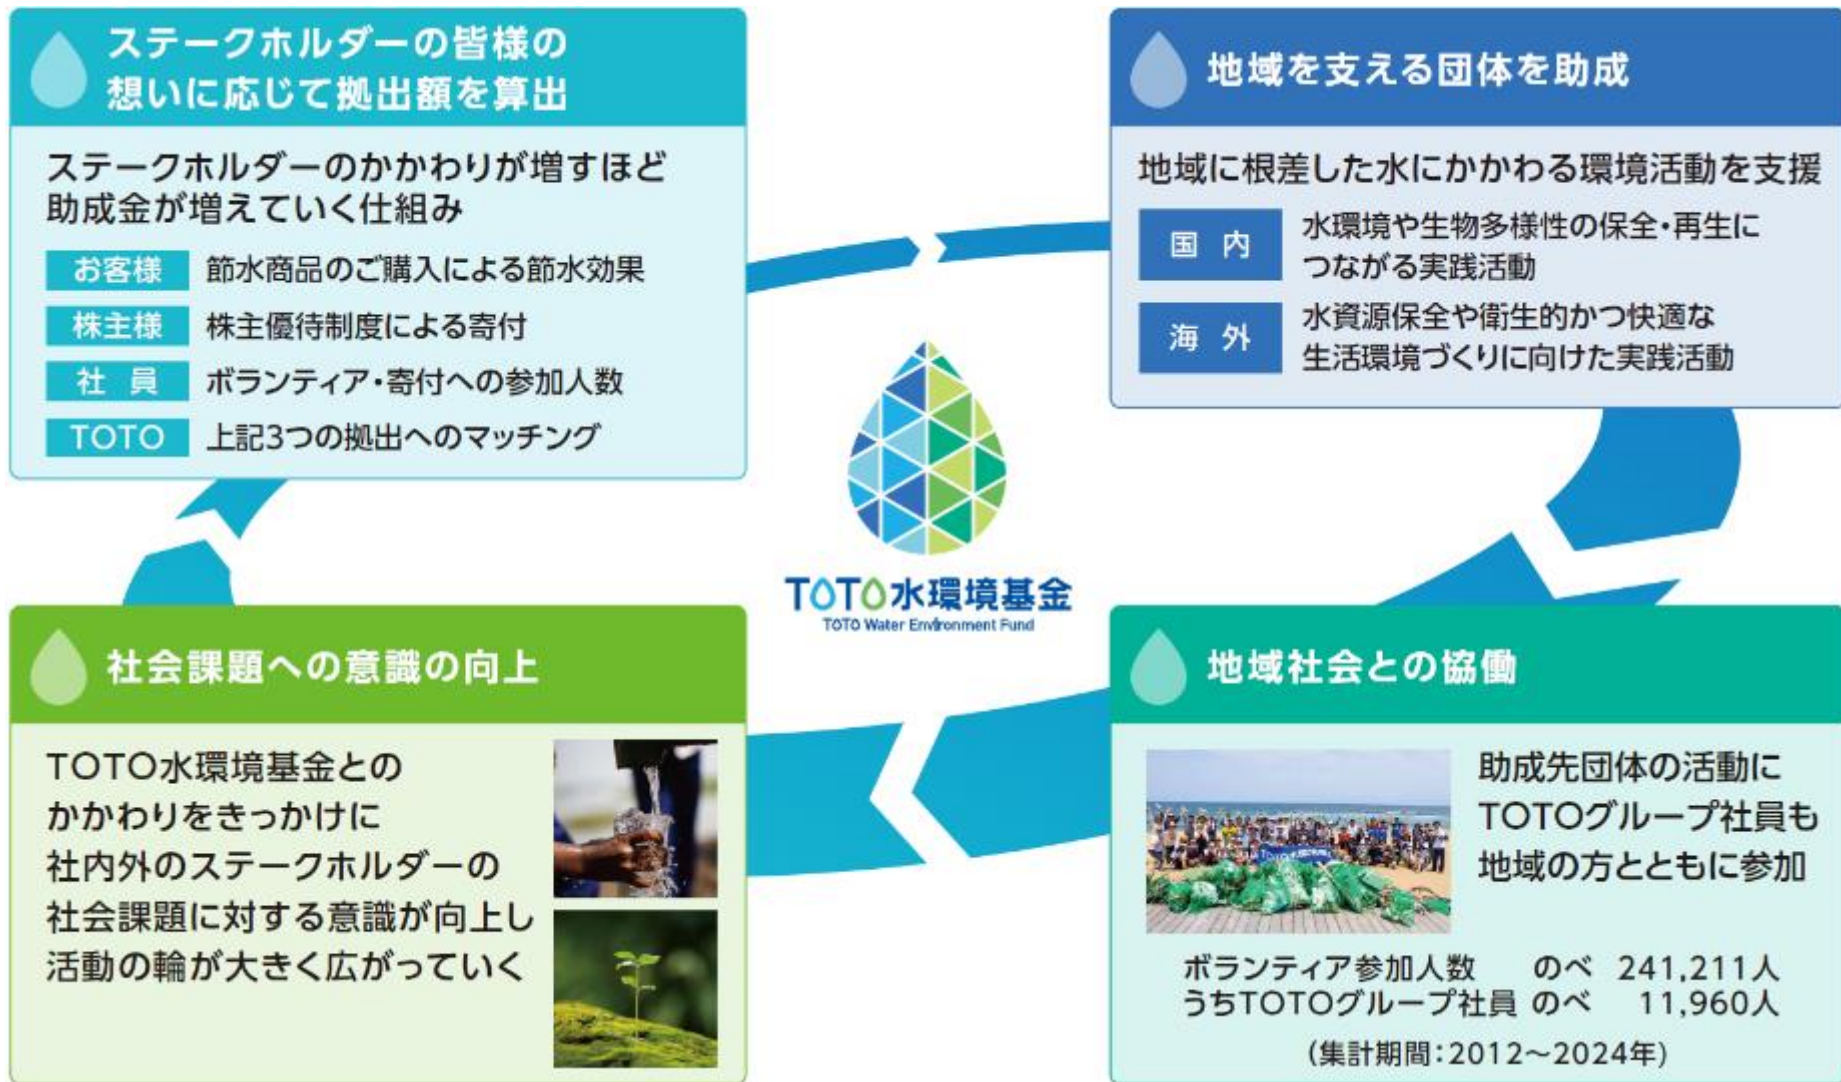 ステークホルダーの皆様の
想いに応じて拠出額を算出
ステークホルダーのかかわりが増すほど
助成金が増えていく仕組み
お客様 節水商品のご購入による節水効果
株主様 株主優待制度による寄付
社員 ボランティア・寄付への参加人数
TOTO 上記3つの拠出へのマッチング
地域を支える団体を助成
地域に根差した水にかかわる環境活動を支援
国内 水環境や生物多様性の保全・再生に
つながる実践活動
海外 水資源保全や衛生的かつ快適な
生活環境づくりに向けた実践活動
TOTO水環境基金
TOTO Water Environment Fund
社会課題への意識の向上
TOTO水環境基金との
かかわりをきっかけに
社内外のステークホルダーの
社会課題に対する意識が向上し
活動の輪が大きく広がっていく
地域社会との協働
助成先団体の活動に
TOTOグループ社員も
地域の方とともに参加
ボランティア参加人数 のべ 241,211人
うちTOTOグループ社員 のべ 11,960人
(集計期間：2012～2024年)